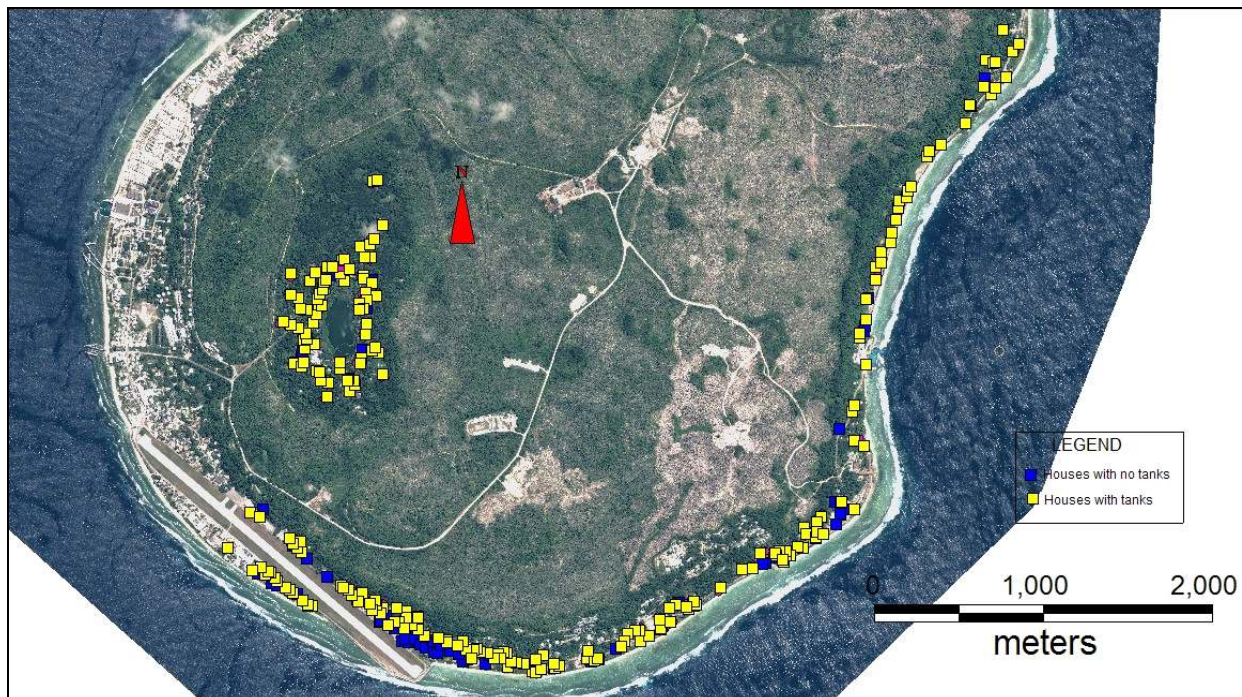 N
LEGEND
Houses with no tanks
Houses with tanks
0 1,000 2,000
meters